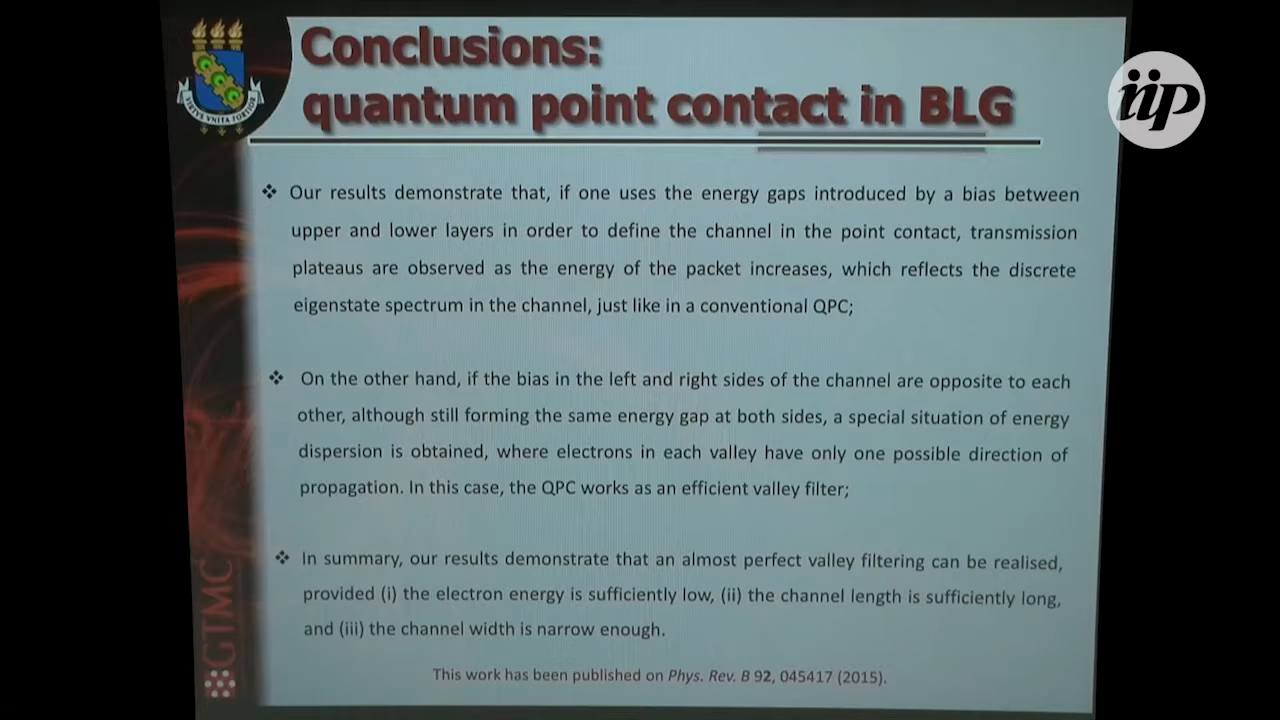 Conclusions:
quantum point contact in BLG
iip
VIRTVS VNITA FORTIOR
❖ Our results demonstrate that, if one uses the energy gaps introduced by a bias between
upper and lower layers in order to define the channel in the point contact, transmission
plateaus are observed as the energy of the packet increases, which reflects the discrete
eigenstate spectrum in the channel, just like in a conventional QPC;
❖ On the other hand, if the bias in the left and right sides of the channel are opposite to each
other, although still forming the same energy gap at both sides, a special situation of energy
dispersion is obtained, where electrons in each valley have only one possible direction of
propagation. In this case, the QPC works as an efficient valley filter;
❖ In summary, our results demonstrate that an almost perfect valley filtering can be realised,
provided (i) the electron energy is sufficiently low, (ii) the channel length is sufficiently long,
and (iii) the channel width is narrow enough.
This work has been published on Phys. Rev. B 92, 045417 (2015).
GTMC